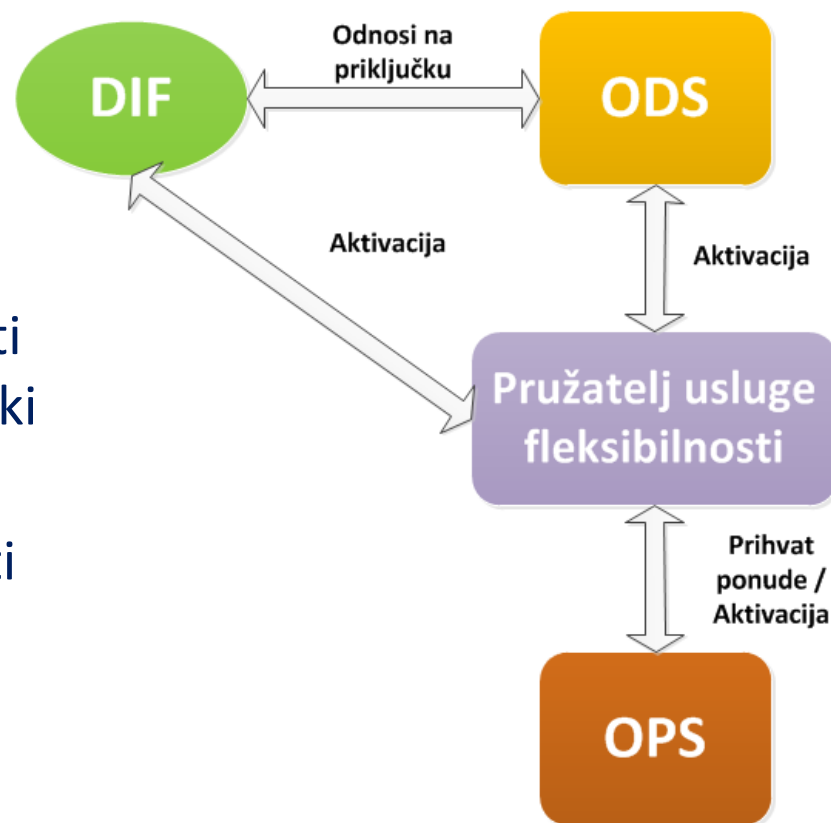 Odnosi na
priključku
DIF
ODS
Aktivacija
Aktivacija
Pružatelj usluge
fleksibilnosti
Prihvat
ponude /
Aktivacija
OPS